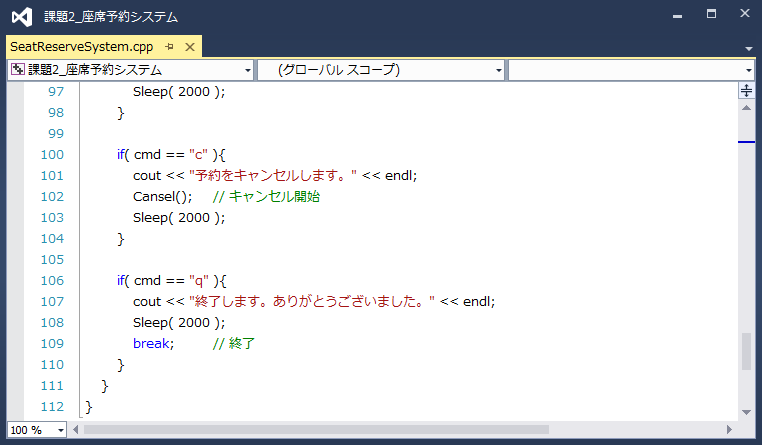 課題2_座席予約システム
SeatReserveSystem.cpp
課題2_座席予約システム (グローバル スコープ)
97 Sleep( 2000 );
98 }
99
100 if( cmd == "c" ){
101 cout << "予約をキャンセルします。" << endl;
102 Cansel(); // キャンセル開始
103 Sleep( 2000 );
104 }
105
106 if( cmd == "q" ){
107 cout << "終了します。ありがとうございました。" << endl;
108 Sleep( 2000 );
109 break; // 終了
110 }
111 }
112 }
100 %